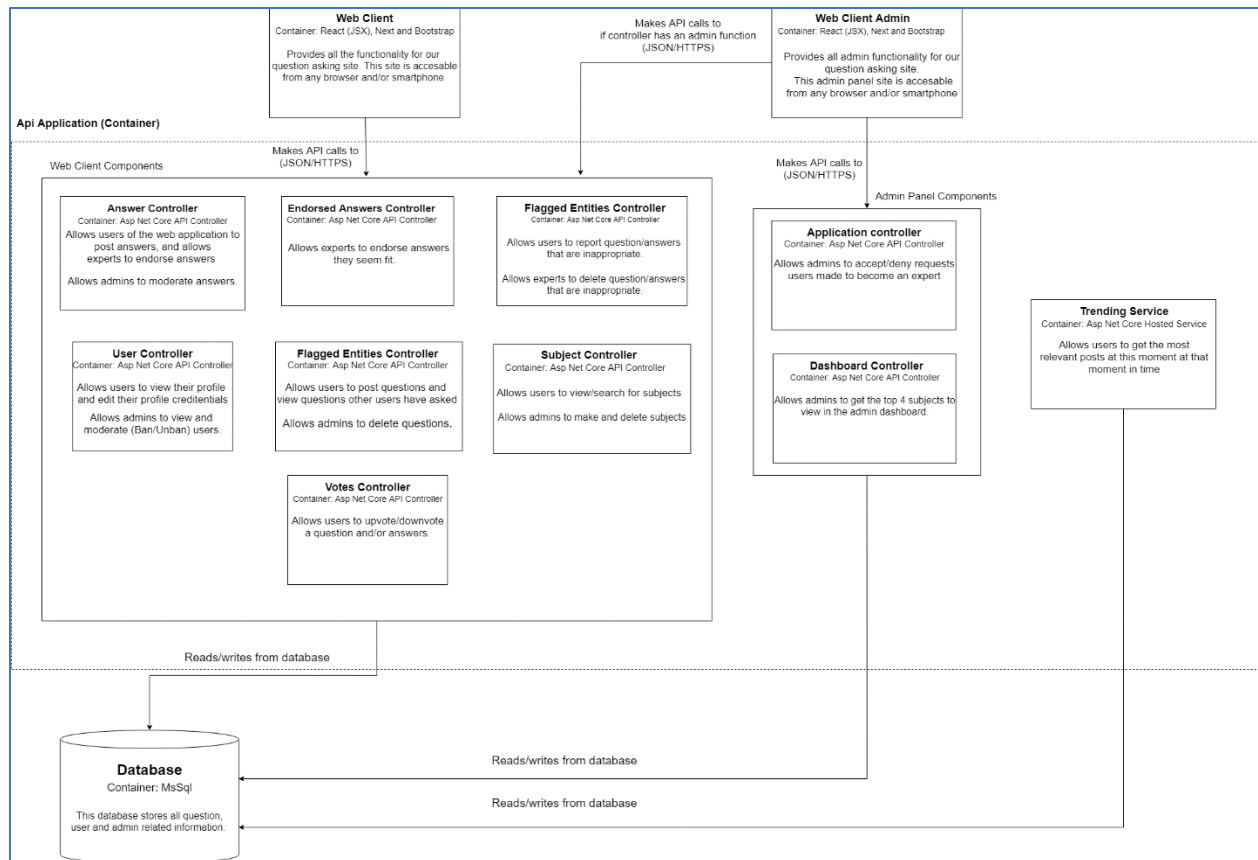 Web Client
Container: React (JSX), Next and Bootstrap
Provides all the functionality for our
question asking site. This site is accesable
from any browser and/or smartphone
Makes API calls to
if controller has an admin function
(JSON/HTTPS)
Web Client Admin
Container: React (JSX), Next and Bootstrap
Provides all admin functionality for our
question asking site.
This admin panel site is accesable
from any browser and/or smartphone
Api Application (Container)
Makes API calls to
(JSON/HTTPS)
Makes API calls to
(JSON/HTTPS)
Web Client Components
Admin Panel Components
Answer Controller
Container: Asp Net Core API Controller
Allows users of the web application to
post answers, and allows
experts to endorse answers
Allows admins to moderate answers.
Endorsed Answers Controller
Container: Asp Net Core API Controller
Allows experts to endorse answers
they seem fit.
Flagged Entities Controller
Container: Asp Net Core API Controller
Allows users to report question/answers
that are inappropriate.
Allows experts to delete question/answers
that are inappropriate.
Application controller
Container: Asp Net Core API Controller
Allows admins to accept/deny requests
users made to become an expert
Trending Service
Container: Asp Net Core Hosted Service
Allows users to get the most
relevant posts at this moment at that
moment in time
User Controller
Container: Asp Net Core API Controller
Allows users to view their profile
and edit their profile creditentials
Allows admins to view and
moderate (Ban/Unban) users.
Flagged Entities Controller
Container: Asp Net Core API Controller
Allows users to post questions and
view questions other users have asked
Allows admins to delete questions.
Subject Controller
Container: Asp Net Core API Controller
Allows users to view/search for subjects
Allows admins to make and delete subjects
Dashboard Controller
Container: Asp Net Core API Controller
Allows admins to get the top 4 subjects to
view in the admin dashboard.
Votes Controller
Container: Asp Net Core API Controller
Allows users to upvote/downvote
a question and/or answers.
Reads/writes from database
Database
Container: MsSql
This database stores all question,
user and admin related information.
Reads/writes from database
Reads/writes from database